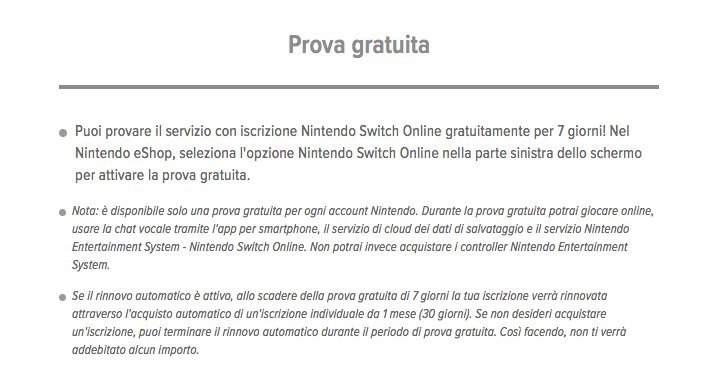 Prova gratuita
Puoi provare il servizio con iscrizione Nintendo Switch Online gratuitamente per 7 giorni! Nel
Nintendo eShop, seleziona l'opzione Nintendo Switch Online nella parte sinistra dello schermo
per attivare la prova gratuita.
Nota: è disponibile solo una prova gratuita per ogni account Nintendo. Durante la prova gratuita potrai giocare online,
usare la chat vocale tramite l'app per smartphone, il servizio di cloud dei dati di salvataggio e il servizio Nintendo
Entertainment System - Nintendo Switch Online. Non potrai invece acquistare i controller Nintendo Entertainment
System.
Se il rinnovo automatico è attivo, allo scadere della prova gratuita di 7 giorni la tua iscrizione verrà rinnovata
attraverso l'acquisto automatico di un'iscrizione individuale da 1 mese (30 giorni). Se non desideri acquistare
un'iscrizione, puoi terminare il rinnovo automatico durante il periodo di prova gratuita. Così facendo, non ti verrà
addebitato alcun importo.